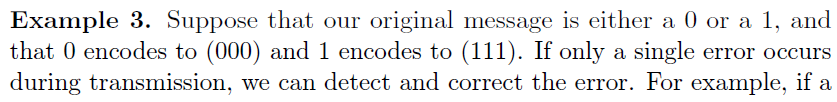 Example 3. Suppose that our original message is either a 0 or a 1, and
that 0 encodes to (000) and 1 encodes to (111). If only a single error occurs
during transmission, we can detect and correct the error. For example, if a